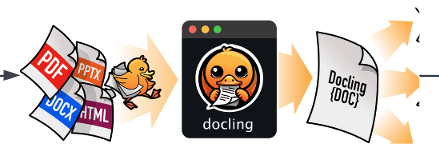 PDF
PPTX
DOCX
HTML
docling
Docling
{DOC}